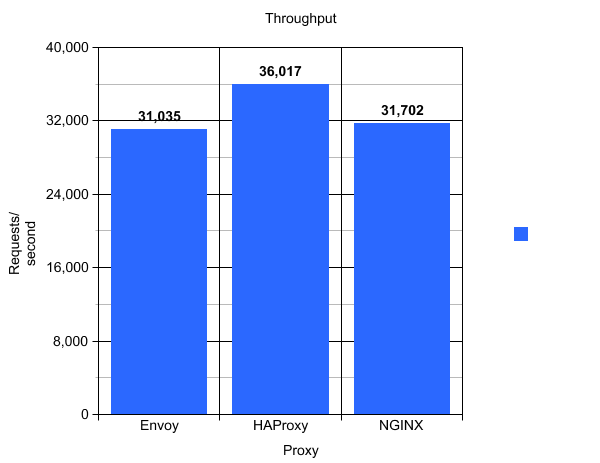 Throughput
40,000
32,000
24,000
16,000
8,000
0
Requests/
second
31,035
36,017
31,702
Envoy
HAProxy
NGINX
Proxy